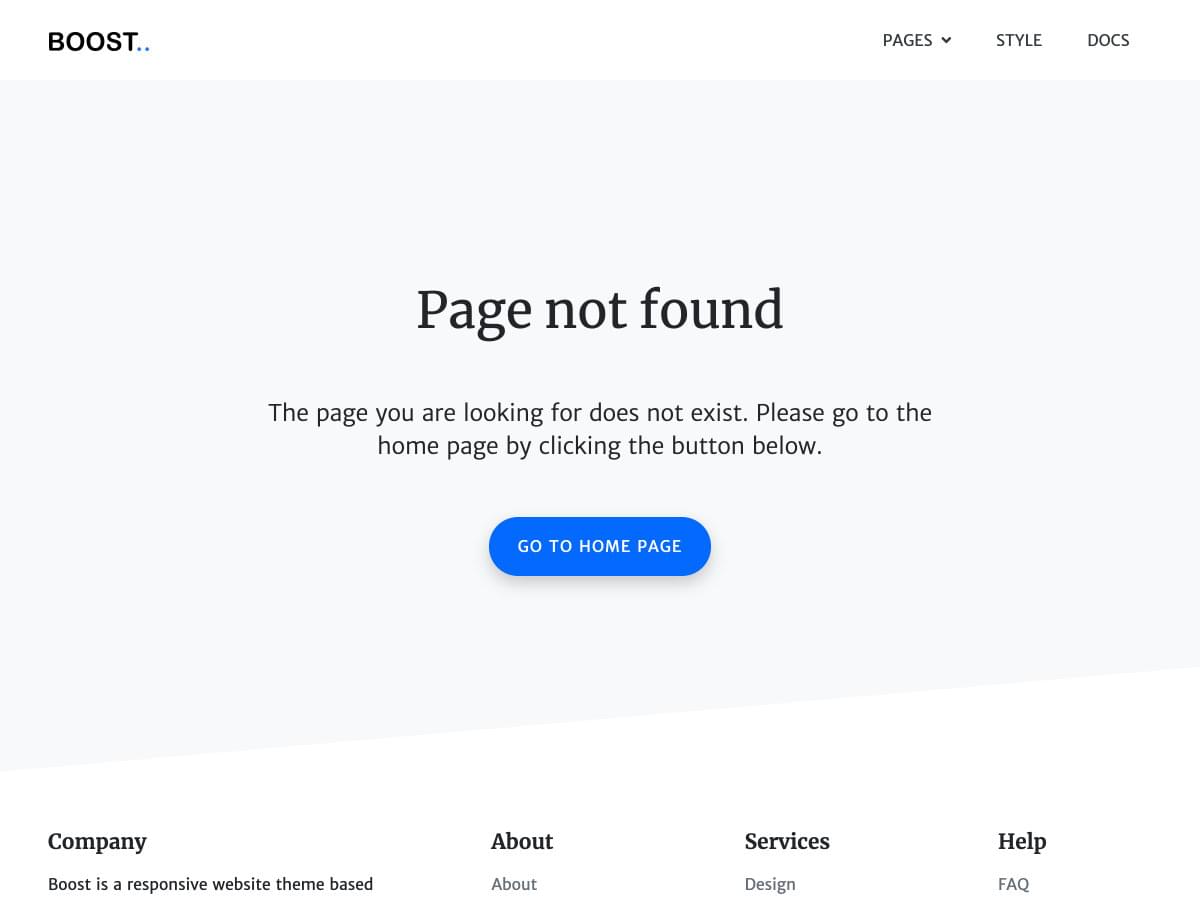 BOOST..
PAGES
STYLE
DOCS
Page not found
The page you are looking for does not exist. Please go to the
home page by clicking the button below.
GO TO HOME PAGE
Company
Boost is a responsive website theme based
About
About
Services
Design
Help
FAQ